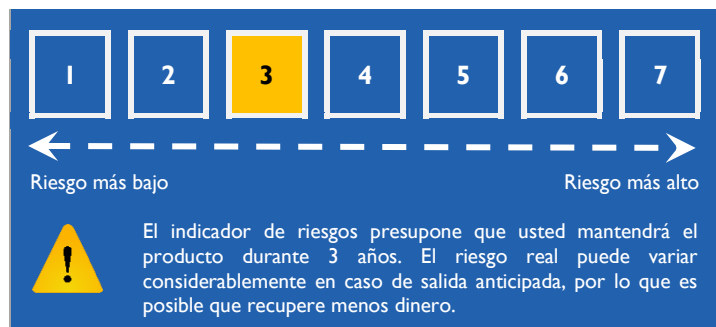 1 2 3 4 5 6 7
Riesgo más bajo Riesgo más alto
El indicador de riesgos presupone que usted mantendrá el
producto durante 3 años. El riesgo real puede variar
considerablemente en caso de salida anticipada, por lo que es
posible que recupere menos dinero.